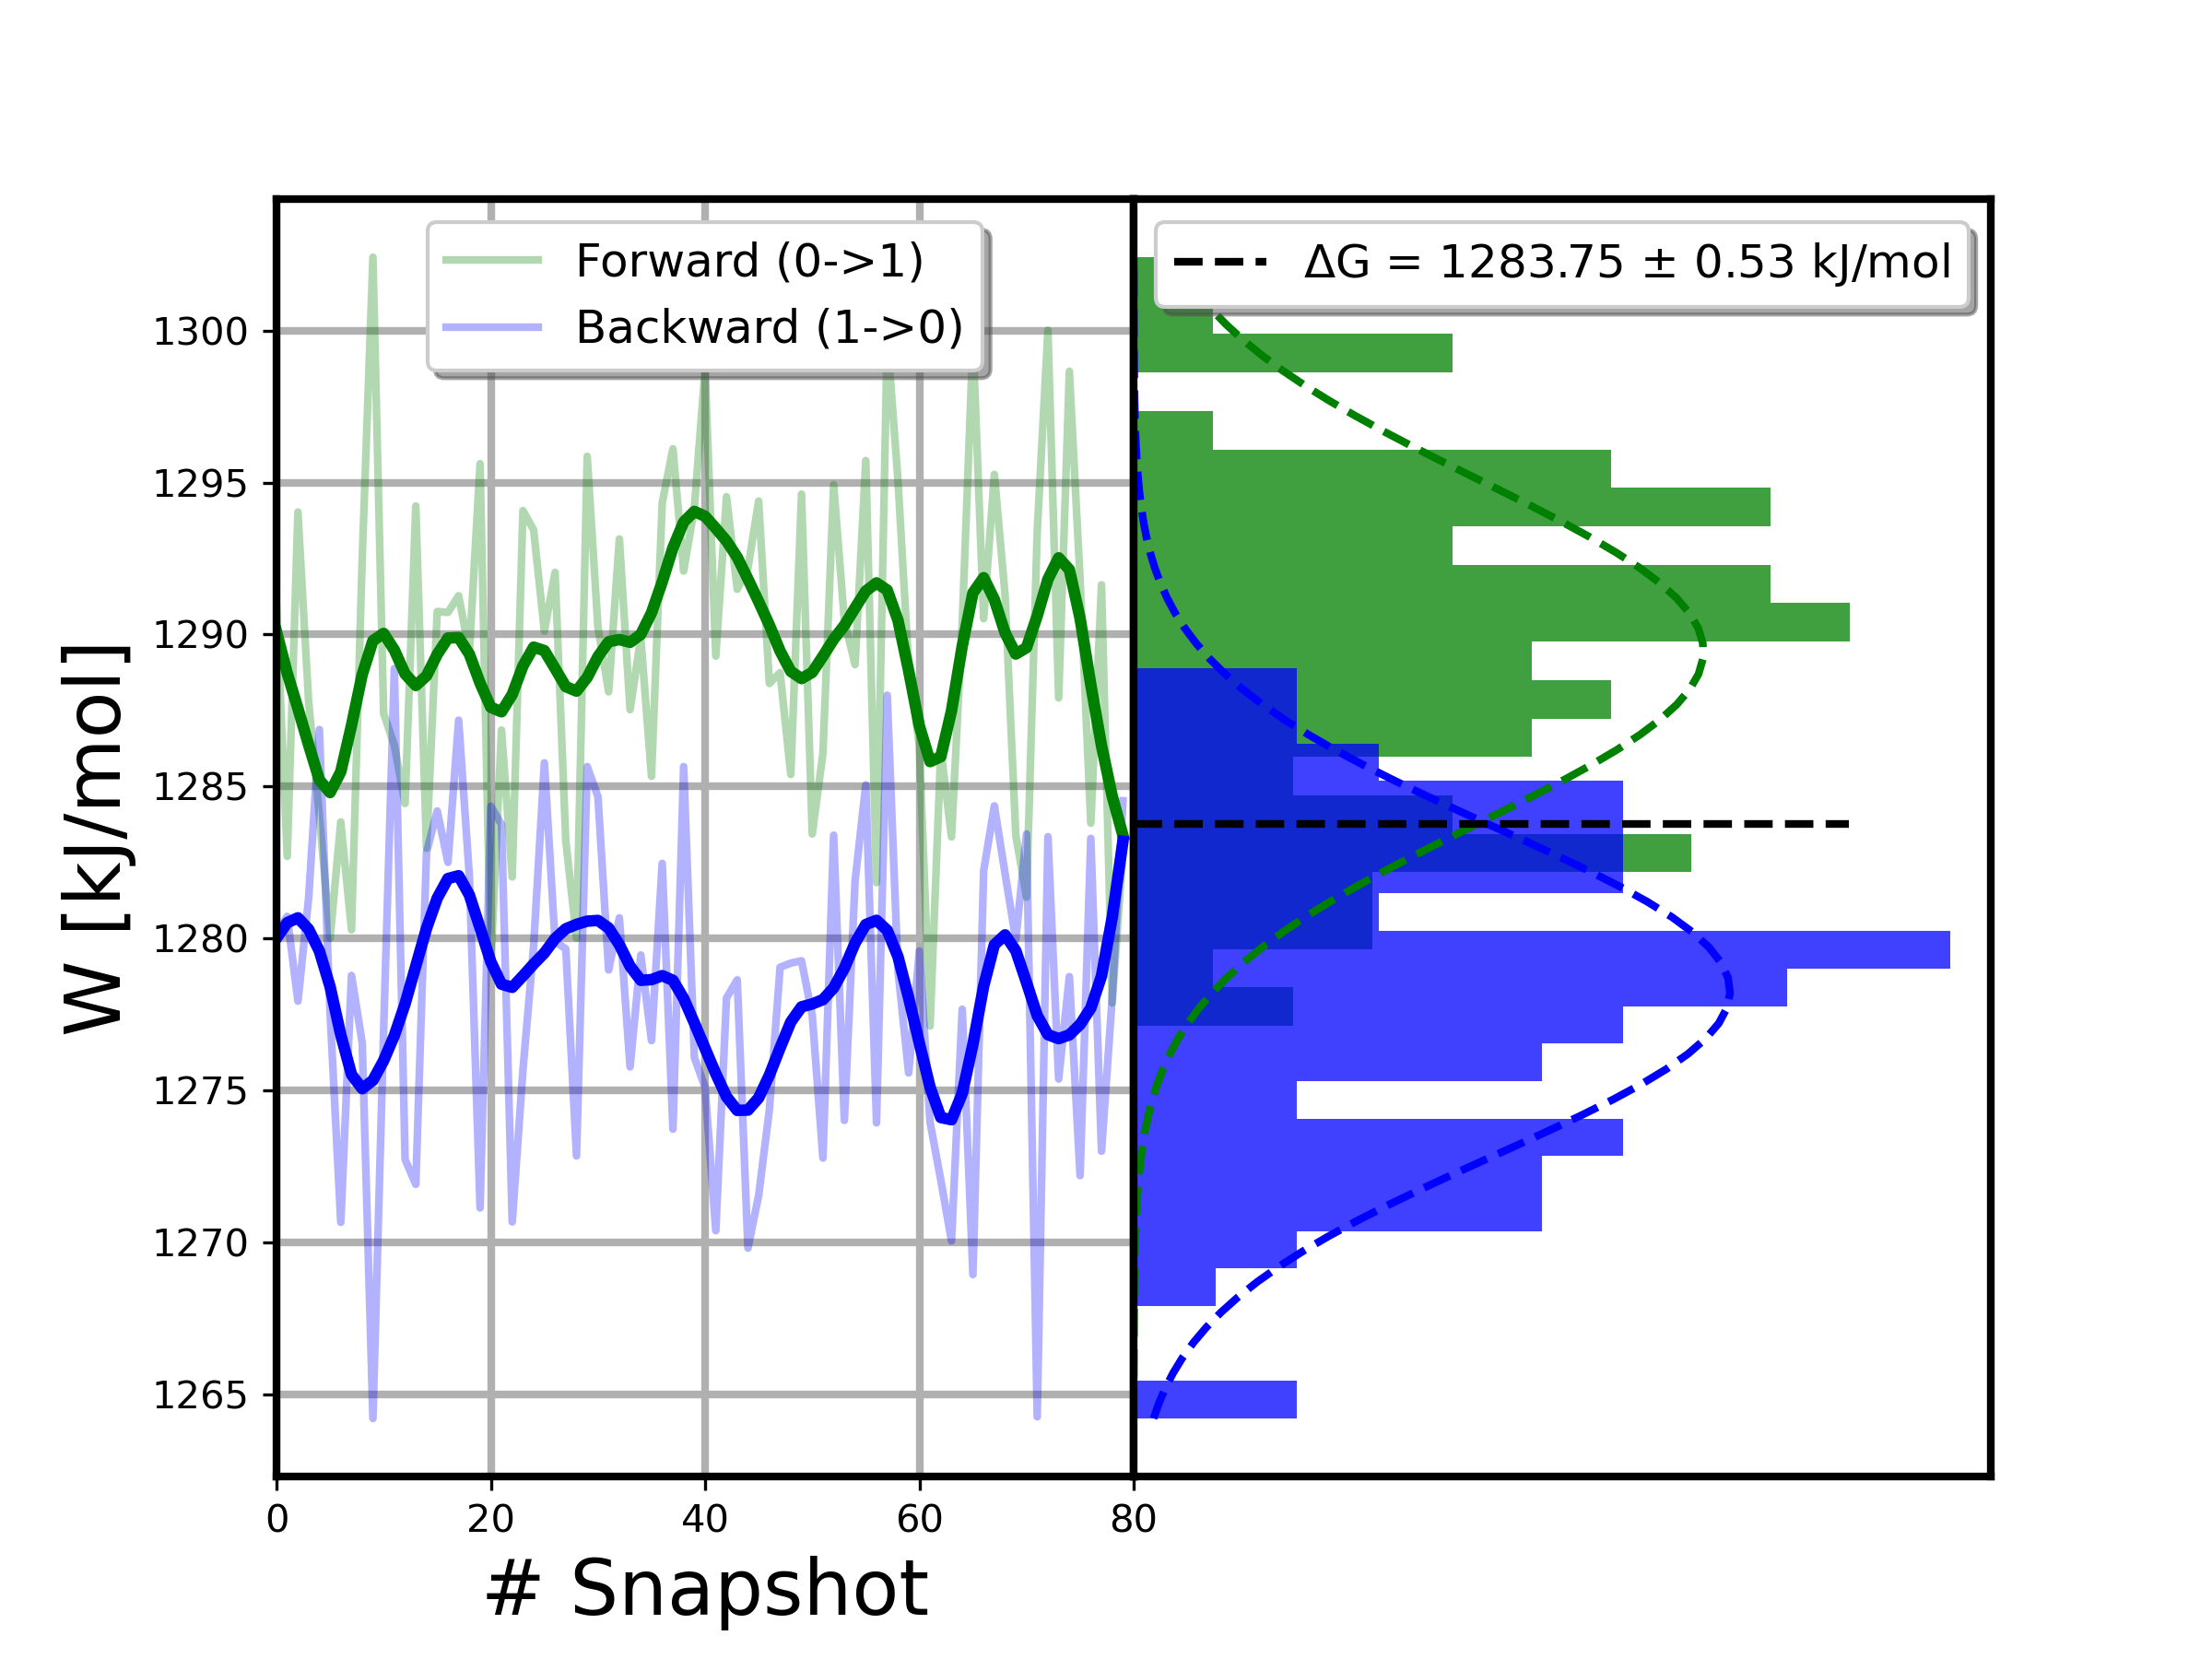 Forward (0->1)
Backward (1->0)
ΔG = 1283.75 ± 0.53 kJ/mol
W [kJ/mol]
1300
1295
1290
1285
1280
1275
1270
1265
0 20 40 60 80
# Snapshot